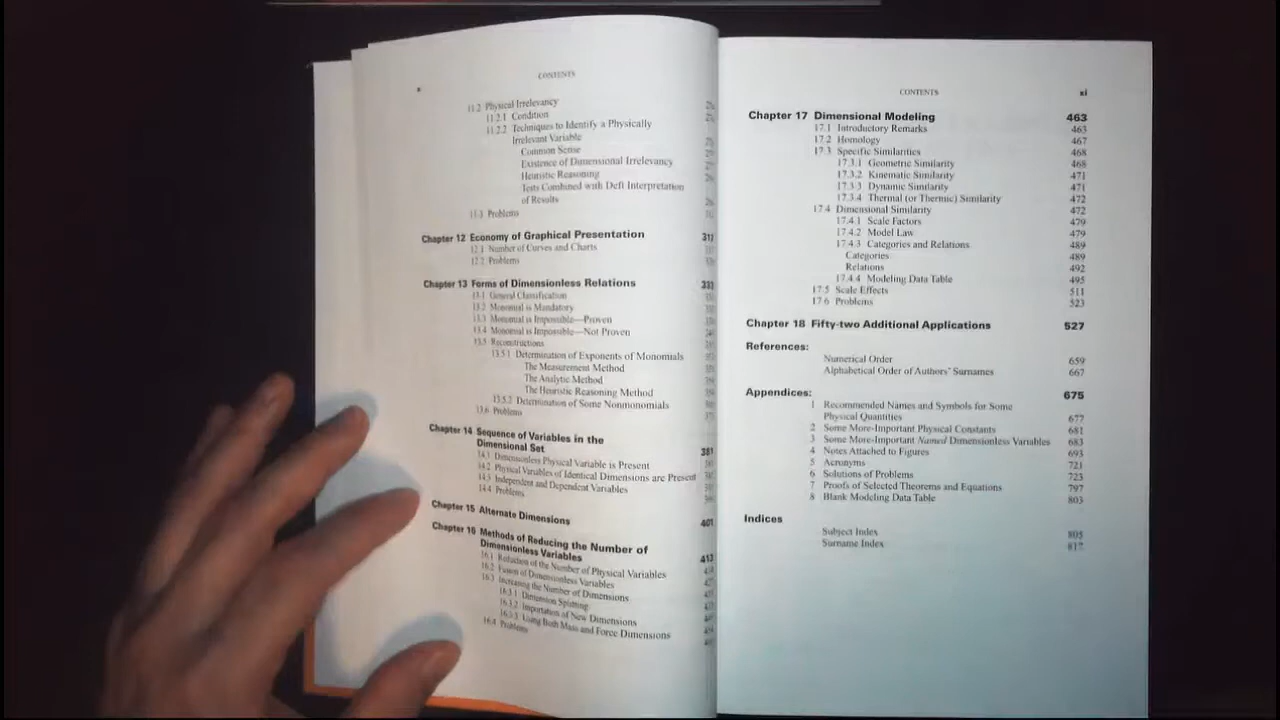 CONTENTS
11.2 Physical Irrelevancy
11.2.1 Condition
11.2.2 Techniques to Identify a Physically
Irrelevant Variable
Common Sense
Existence of Dimensional Irrelevancy
Heuristic Reasoning
Tests Combined with Deft Interpretation
of Results
11.3 Problems
Chapter 12 Economy of Graphical Presentation
12.1 Number of Curves and Charts
12.2 Problems
Chapter 13 Forms of Dimensionless Relations
13.1 General Classification
13.2 Monomial is Mandatory
13.3 Monomial is Impossible—Proven
13.4 Monomial is Impossible—Not Proven
13.5 Reconstructions
13.5.1 Determination of Exponents of Monomials
The Measurement Method
The Analytic Method
The Heuristic Reasoning Method
13.5.2 Determination of Some Nonmonomials
13.6 Problems
Chapter 14 Sequence of Variables in the
Dimensional Set 381
14.1 Dimensionless Physical Variable is Present
14.2 Physical Variables of Identical Dimensions are Present
14.3 Independent and Dependent Variables
14.4 Problems
Chapter 15 Alternate Dimensions 401
Chapter 16 Methods of Reducing the Number of
Dimensionless Variables 413
16.1 Reduction of the Number of Physical Variables
16.2 Fusion of Dimensionless Variables
16.3 Increasing the Number of Dimensions
16.3.1 Dimension Splitting
16.3.2 Importation of New Dimensions
16.3.3 Using Both Mass and Force Dimensions
16.4 Problems
CONTENTS xi
Chapter 17 Dimensional Modeling 463
17.1 Introductory Remarks 463
17.2 Homology 467
17.3 Specific Similarities 468
17.3.1 Geometric Similarity 468
17.3.2 Kinematic Similarity 471
17.3.3 Dynamic Similarity 471
17.3.4 Thermal (or Thermic) Similarity 472
17.4 Dimensional Similarity 472
17.4.1 Scale Factors 479
17.4.2 Model Law 479
17.4.3 Categories and Relations 489
Categories 489
Relations 492
17.4.4 Modeling Data Table 495
17.5 Scale Effects 511
17.6 Problems 523
Chapter 18 Fifty-two Additional Applications 527
References:
Numerical Order 659
Alphabetical Order of Authors' Surnames 667
Appendices: 675
1 Recommended Names and Symbols for Some
Physical Quantities 677
2 Some More-Important Physical Constants 681
3 Some More-Important Named Dimensionless Variables 683
4 Notes Attached to Figures 693
5 Acronyms 721
6 Solutions of Problems 723
7 Proofs of Selected Theorems and Equations 797
8 Blank Modeling Data Table 803
Indices
Subject Index 805
Surname Index 817